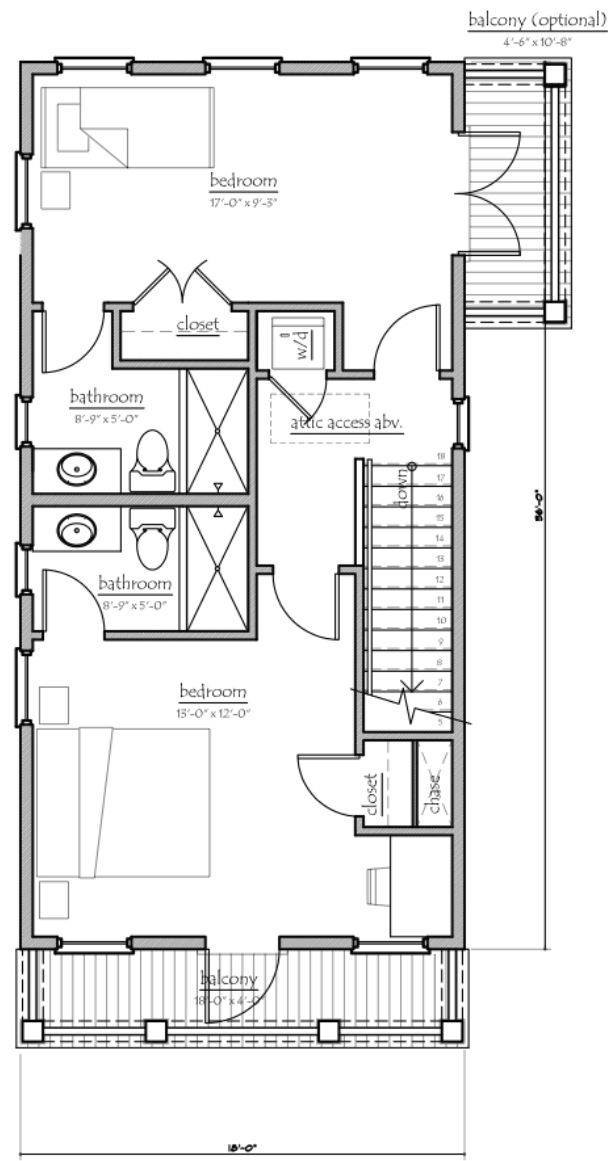 balcony (optional)
4'-6" x 10'-8"
bedroom
17'-0" x 9'-3"
closet
w/d
bathroom
8'-9" x 5'-0"
attic access abv.
18
17
16
15
14
13
12
11
10
9
8
7
6
5
down
36'-0"
bathroom
8'-9" x 5'-0"
bedroom
13'-0" x 12'-0"
closet
chase
balcony
18'-0" x 4'-0"
18'-0"